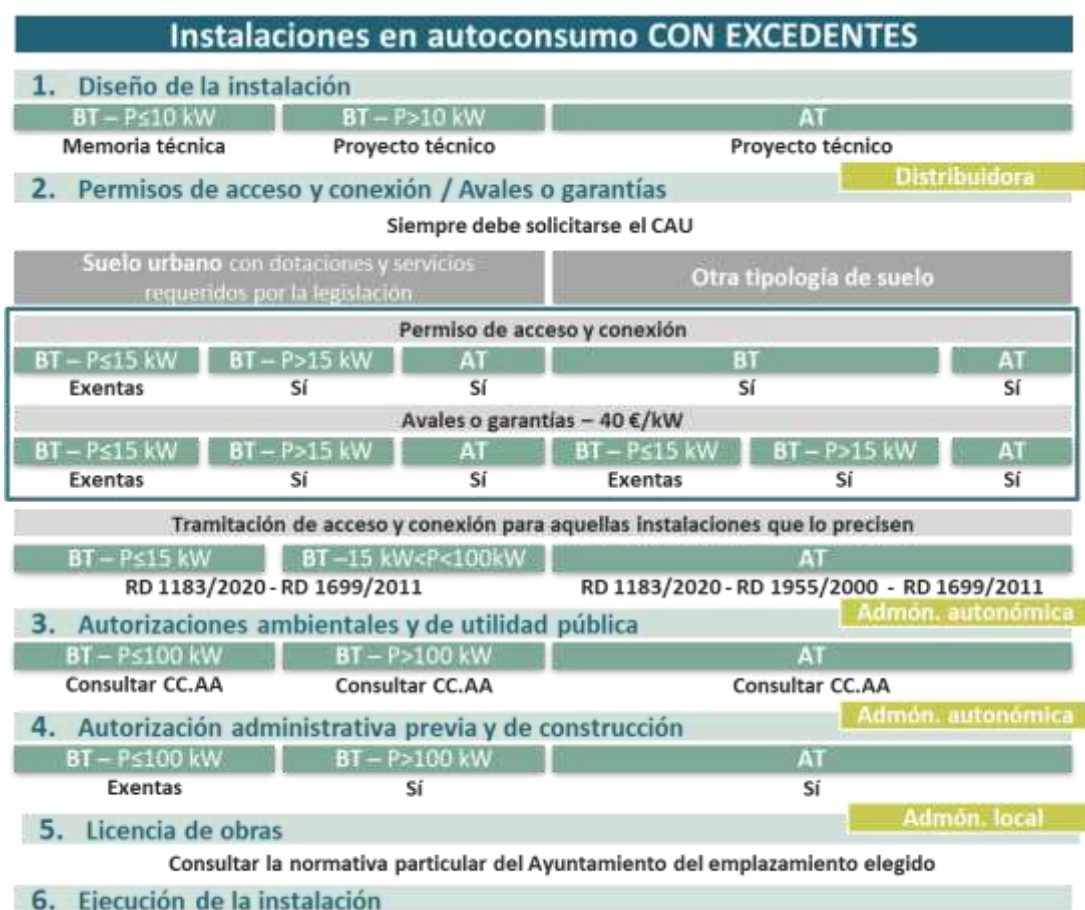 Instalaciones en autoconsumo CON EXCEDENTES
1. Diseño de la instalación
BT – P≤10 kW BT – P>10 kW AT
Memoria técnica Proyecto técnico Proyecto técnico
Distribuidora
2. Permisos de acceso y conexión / Avales o garantías
Siempre debe solicitarse el CAU
Suelo urbano con dotaciones y servicios
requeridos por la legislación
Otra tipología de suelo
Permiso de acceso y conexión
BT – P≤15 kW BT – P>15 kW AT BT AT
Exentas Sí Sí Sí Sí
Avales o garantías – 40 €/kW
BT – P≤15 kW BT – P>15 kW AT BT – P≤15 kW BT – P>15 kW AT
Exentas Sí Sí Exentas Sí Sí
Tramitación de acceso y conexión para aquellas instalaciones que lo precisen
BT – P≤15 kW BT –15 kW<P<100kW AT
RD 1183/2020 - RD 1699/2011 RD 1183/2020 - RD 1955/2000 - RD 1699/2011
Admón. autonómica
3. Autorizaciones ambientales y de utilidad pública
BT – P≤100 kW BT – P>100 kW AT
Consultar CC.AA Consultar CC.AA Consultar CC.AA
Admón. autonómica
4. Autorización administrativa previa y de construcción
BT – P≤100 kW BT – P>100 kW AT
Exentas Sí Sí
Admón. local
5. Licencia de obras
Consultar la normativa particular del Ayuntamiento del emplazamiento elegido
6. Ejecución de la instalación